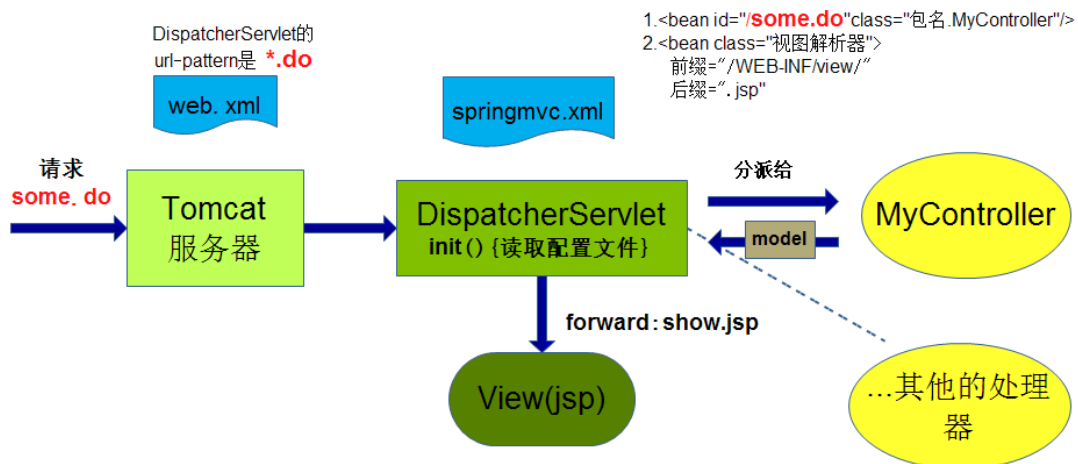 DispatcherServlet的
url-pattern是 *.do
web. xml
springmvc.xml
1.<bean id="/some.do"class="包名.MyController"/>
2.<bean class="视图解析器">
前缀="/WEB-INF/view/"
后缀=".jsp"
请求
some. do
Tomcat
服务器
DispatcherServlet
init() {读取配置文件}
分派给
model
MyController
forward:show.jsp
View(jsp)
...其他的处理
器